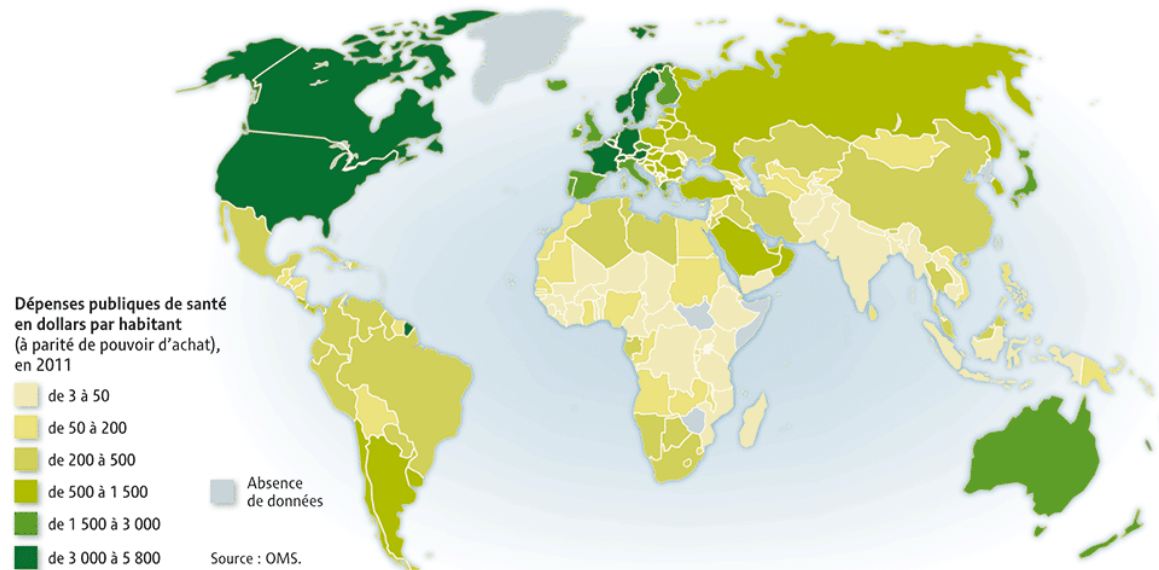 Dépenses publiques de santé
en dollars par habitant
(à parité de pouvoir d'achat),
en 2011
de 3 à 50
de 50 à 200
de 200 à 500
de 500 à 1 500
de 1 500 à 3 000
de 3 000 à 5 800
Absence
de données
Source : OMS.